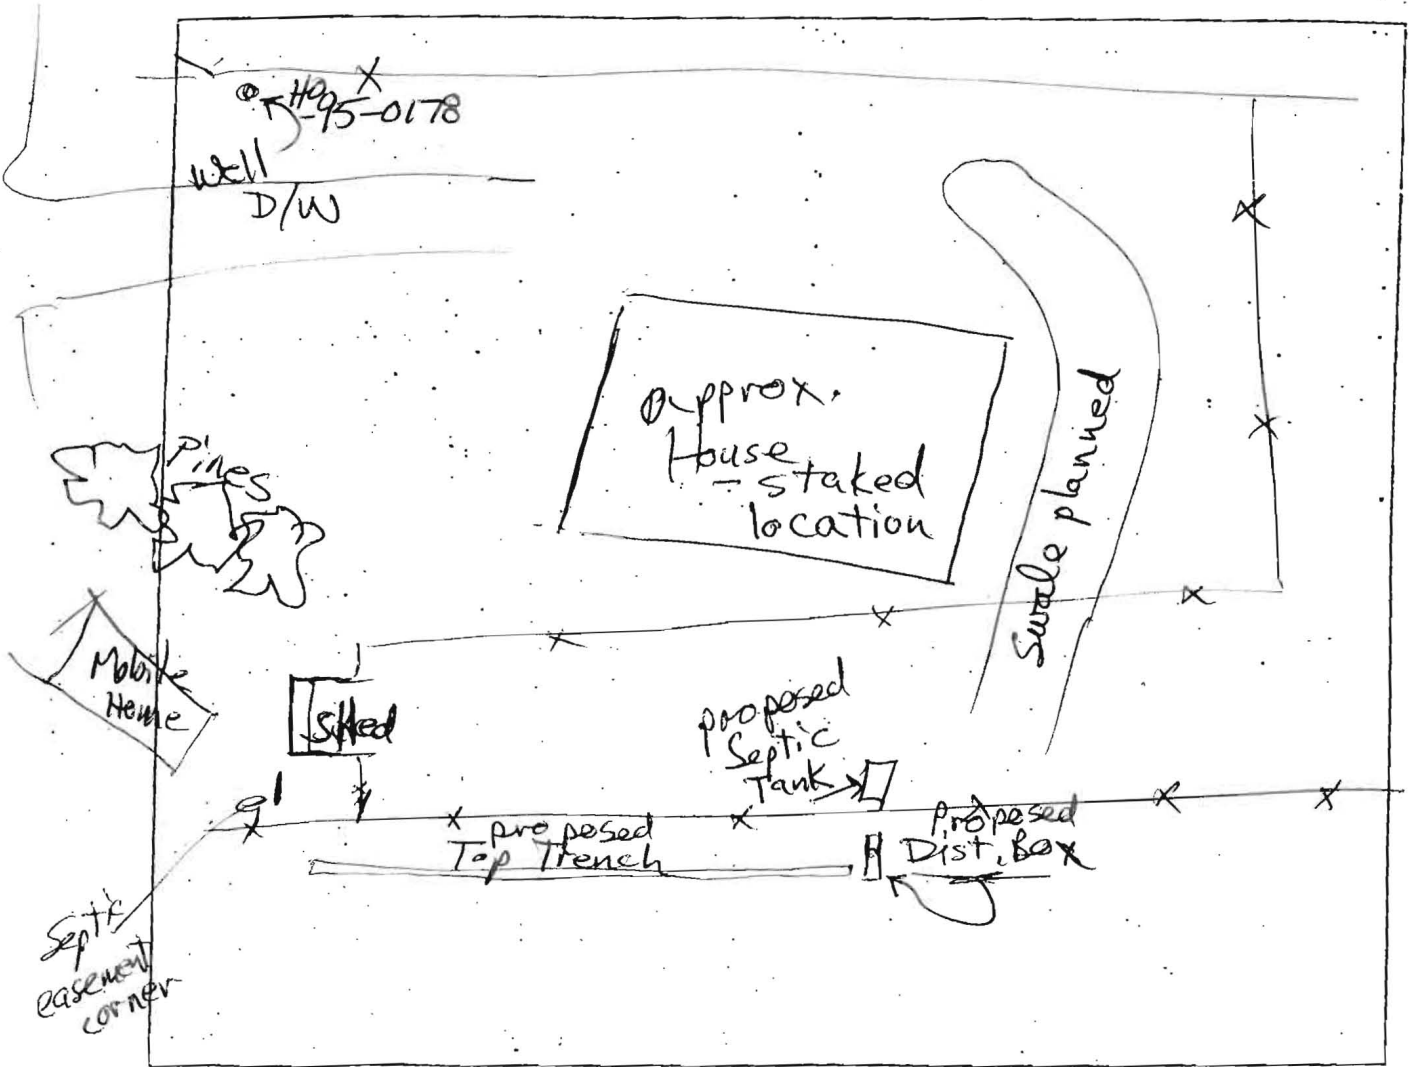 HO
-95-0178
Well
D/W
approx.
House
- staked
location
Pines
Swale planned
Mobile
Home
Shed
proposed
Septic
Tank
proposed
Top Trench
Proposed
Dist. Box
Septic
easement
corner